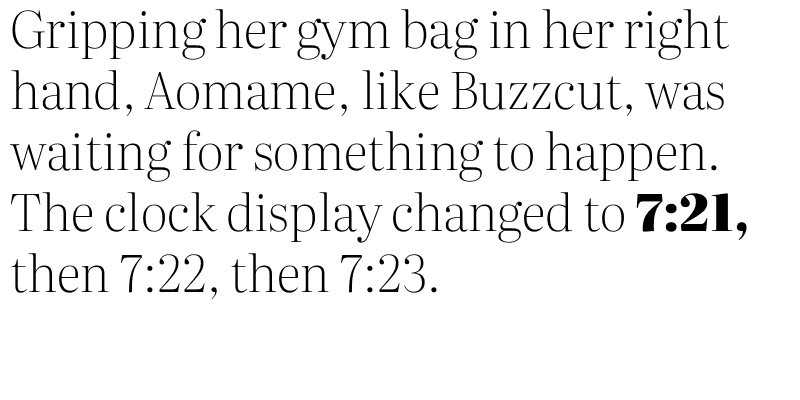 Gripping her gym bag in her right
hand, Aomame, like Buzzcut, was
waiting for something to happen.
The clock display changed to 7:21,
then 7:22, then 7:23.